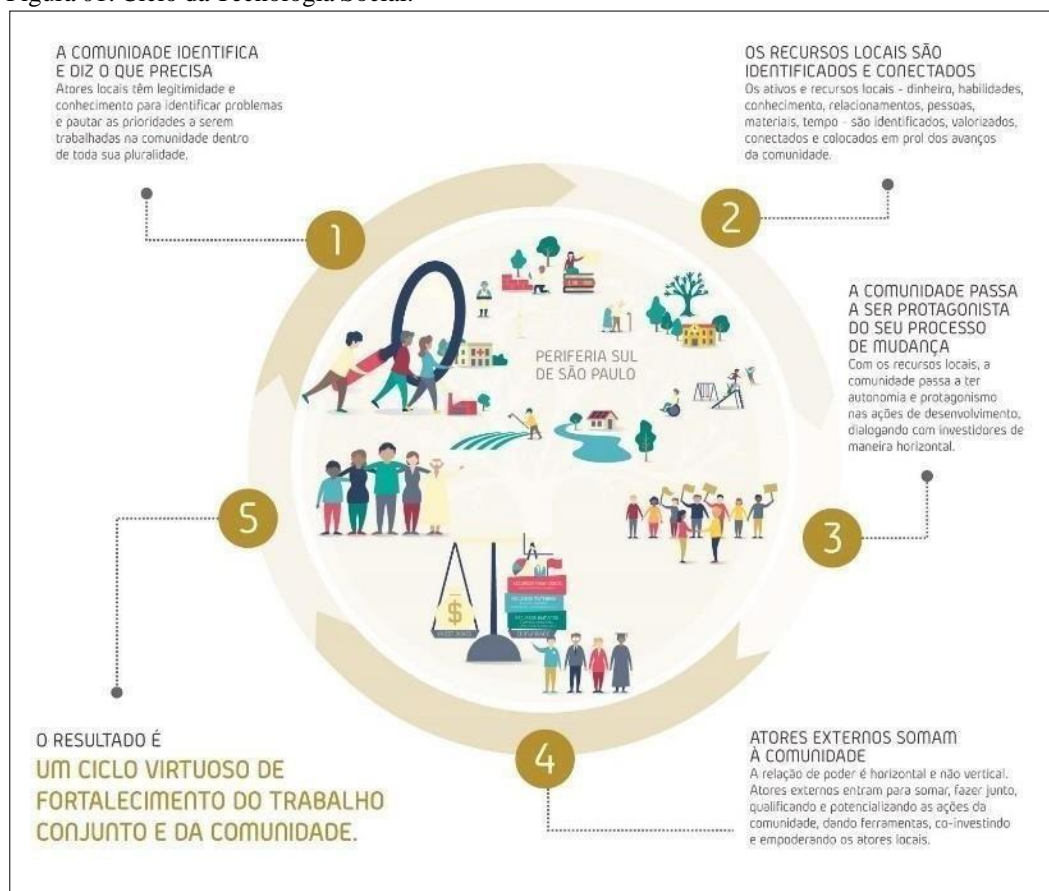 Figura 01: Ciclo da Tecnologia Social.
A COMUNIDADE IDENTIFICA
E DIZ O QUE PRECISA
Atores locais têm legitimidade e
conhecimento para identificar problemas
e pautar as prioridades a serem
trabalhadas na comunidade dentro
de toda sua pluralidade.
OS RECURSOS LOCAIS SÃO
IDENTIFICADOS E CONECTADOS
Os ativos e recursos locais - dinheiro, habilidades,
conhecimento, relacionamentos, pessoas,
materiais, tempo - são identificados, valorizados,
conectados e colocados em prol dos avanços
da comunidade.
1
2
PERIFERIA SUL
DE SÃO PAULO
A COMUNIDADE PASSA
A SER PROTAGONISTA
DO SEU PROCESSO
DE MUDANÇA
Com os recursos locais, a
comunidade passa a ter
autonomia e protagonismo
nas ações de desenvolvimento,
dialogando com investidores de
maneira horizontal.
3
5
$
4
O RESULTADO É
UM CICLO VIRTUOSO DE
FORTALECIMENTO DO TRABALHO
CONJUNTO E DA COMUNIDADE.
ATORES EXTERNOS SOMAM
À COMUNIDADE
A relação de poder é horizontal e não vertical.
Atores externos entram para somar, fazer junto,
qualificando e potencializando as ações da
comunidade, dando ferramentas, co-investindo
e empoderando os atores locais.